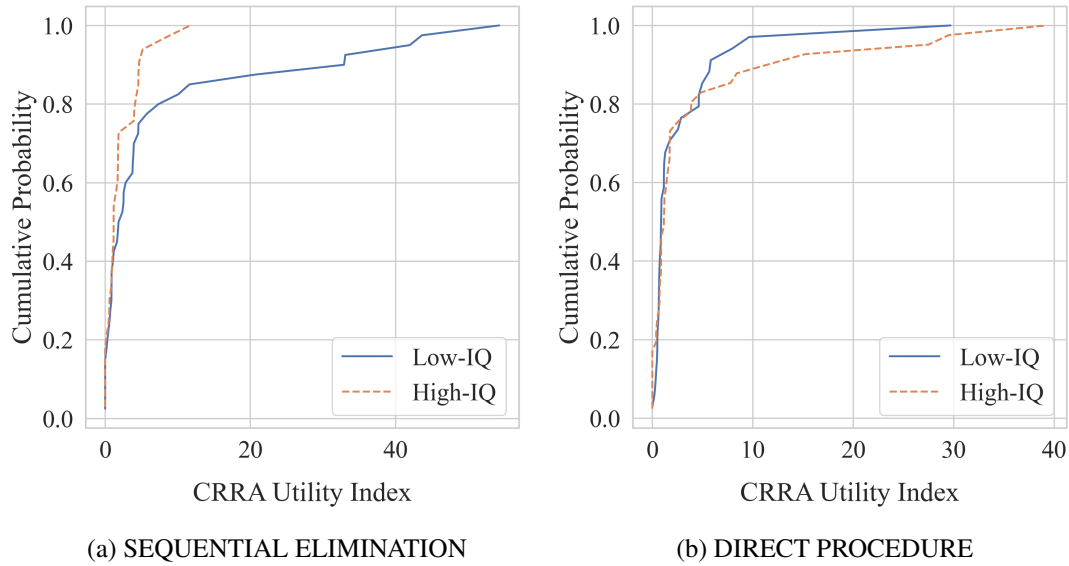 1.0
0.8
0.6
0.4
0.2
0.0
Cumulative Probability
Low-IQ
High-IQ
0 20 40
CRRA Utility Index
(a) SEQUENTIAL ELIMINATION
1.0
0.8
0.6
0.4
0.2
0.0
Cumulative Probability
Low-IQ
High-IQ
0 10 20 30 40
CRRA Utility Index
(b) DIRECT PROCEDURE